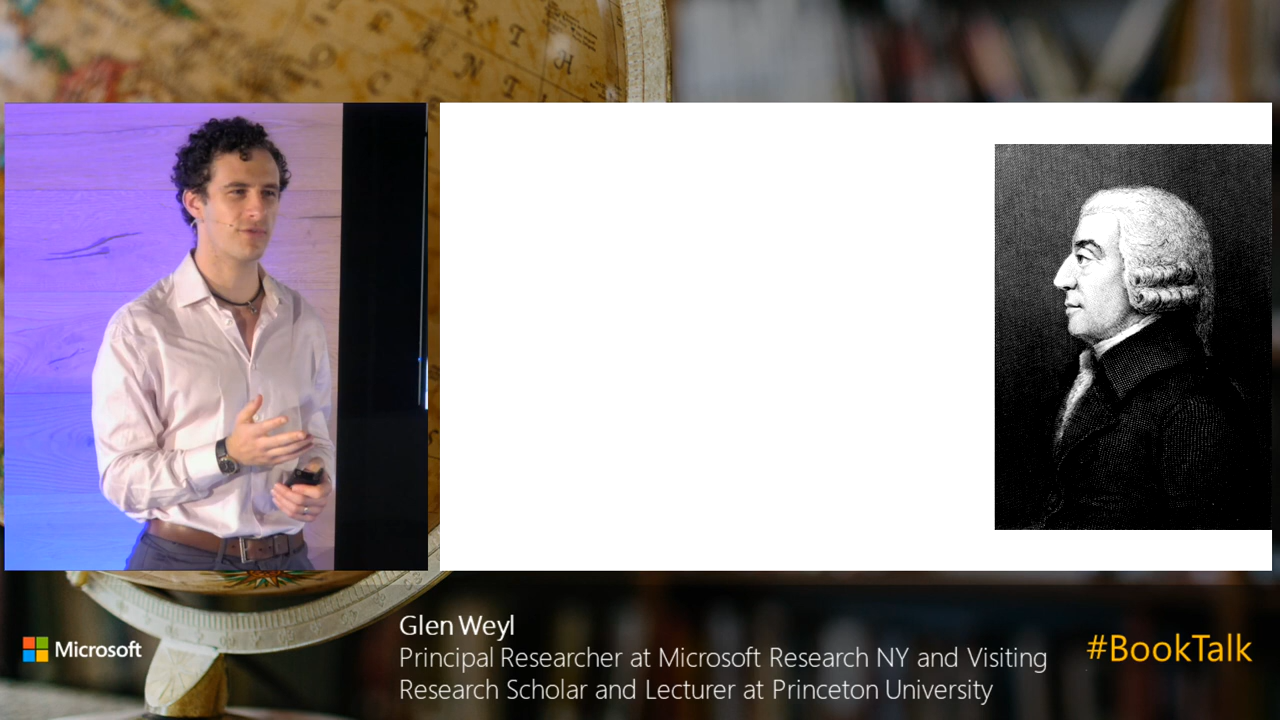 Microsoft
Glen Weyl
Principal Researcher at Microsoft Research NY and Visiting
Research Scholar and Lecturer at Princeton University
#BookTalk